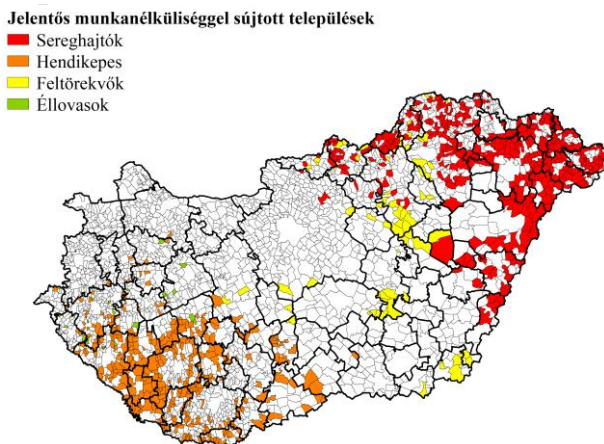 Jelentős munkanélküliséggel sújtott települések
Sereghajtók
Hendikepes
Feltörekvők
Éllovasok